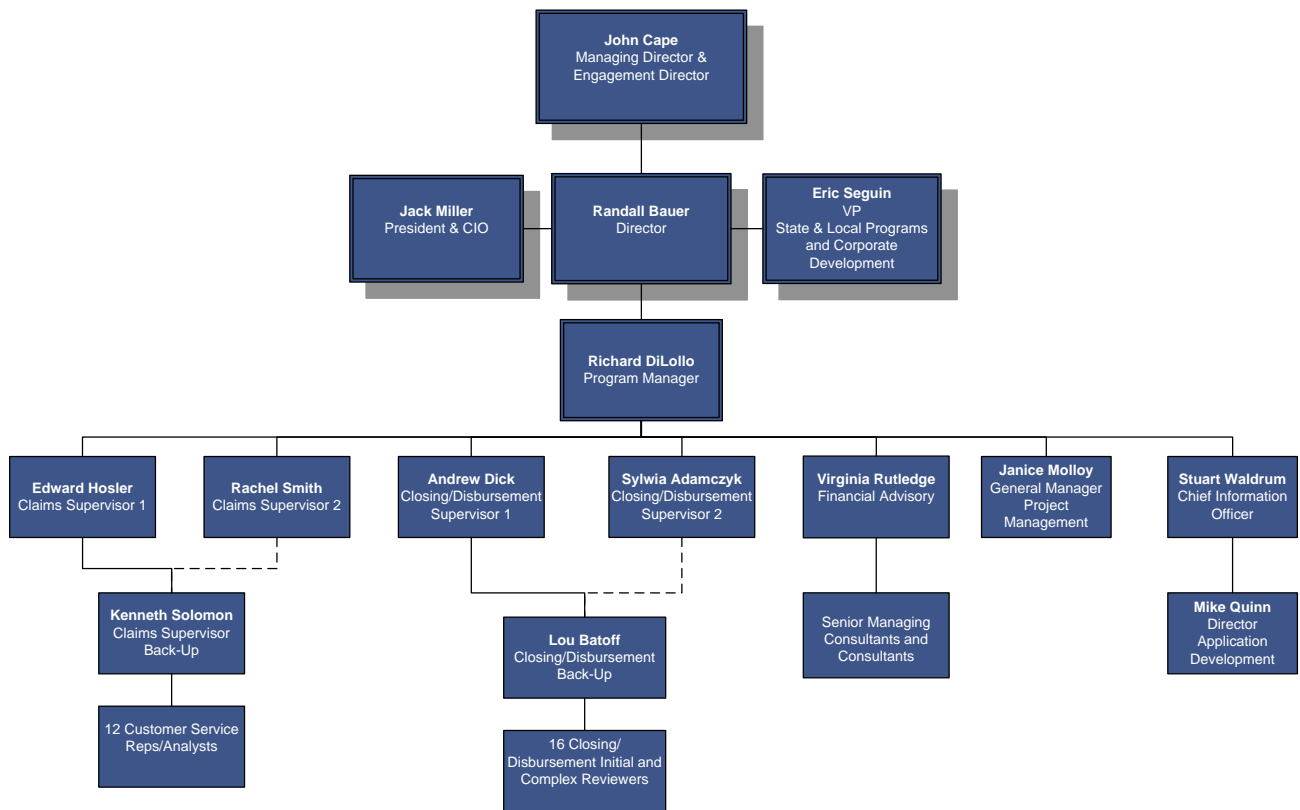 John Cape
Managing Director &
Engagement Director
Jack Miller
President & CIO
Randall Bauer
Director
Eric Seguin
VP
State & Local Programs
and Corporate
Development
Richard DiLollo
Program Manager
Edward Hosler
Claims Supervisor 1
Rachel Smith
Claims Supervisor 2
Andrew Dick
Closing/Disbursement
Supervisor 1
Sylwia Adamczyk
Closing/Disbursement
Supervisor 2
Virginia Rutledge
Financial Advisory
Janice Molloy
General Manager
Project
Management
Stuart Waldrum
Chief Information
Officer
Kenneth Solomon
Claims Supervisor
Back-Up
Lou Batoff
Closing/Disbursement
Back-Up
Senior Managing
Consultants and
Consultants
Mike Quinn
Director
Application
Development
12 Customer Service
Reps/Analysts
16 Closing/
Disbursement Initial and
Complex Reviewers